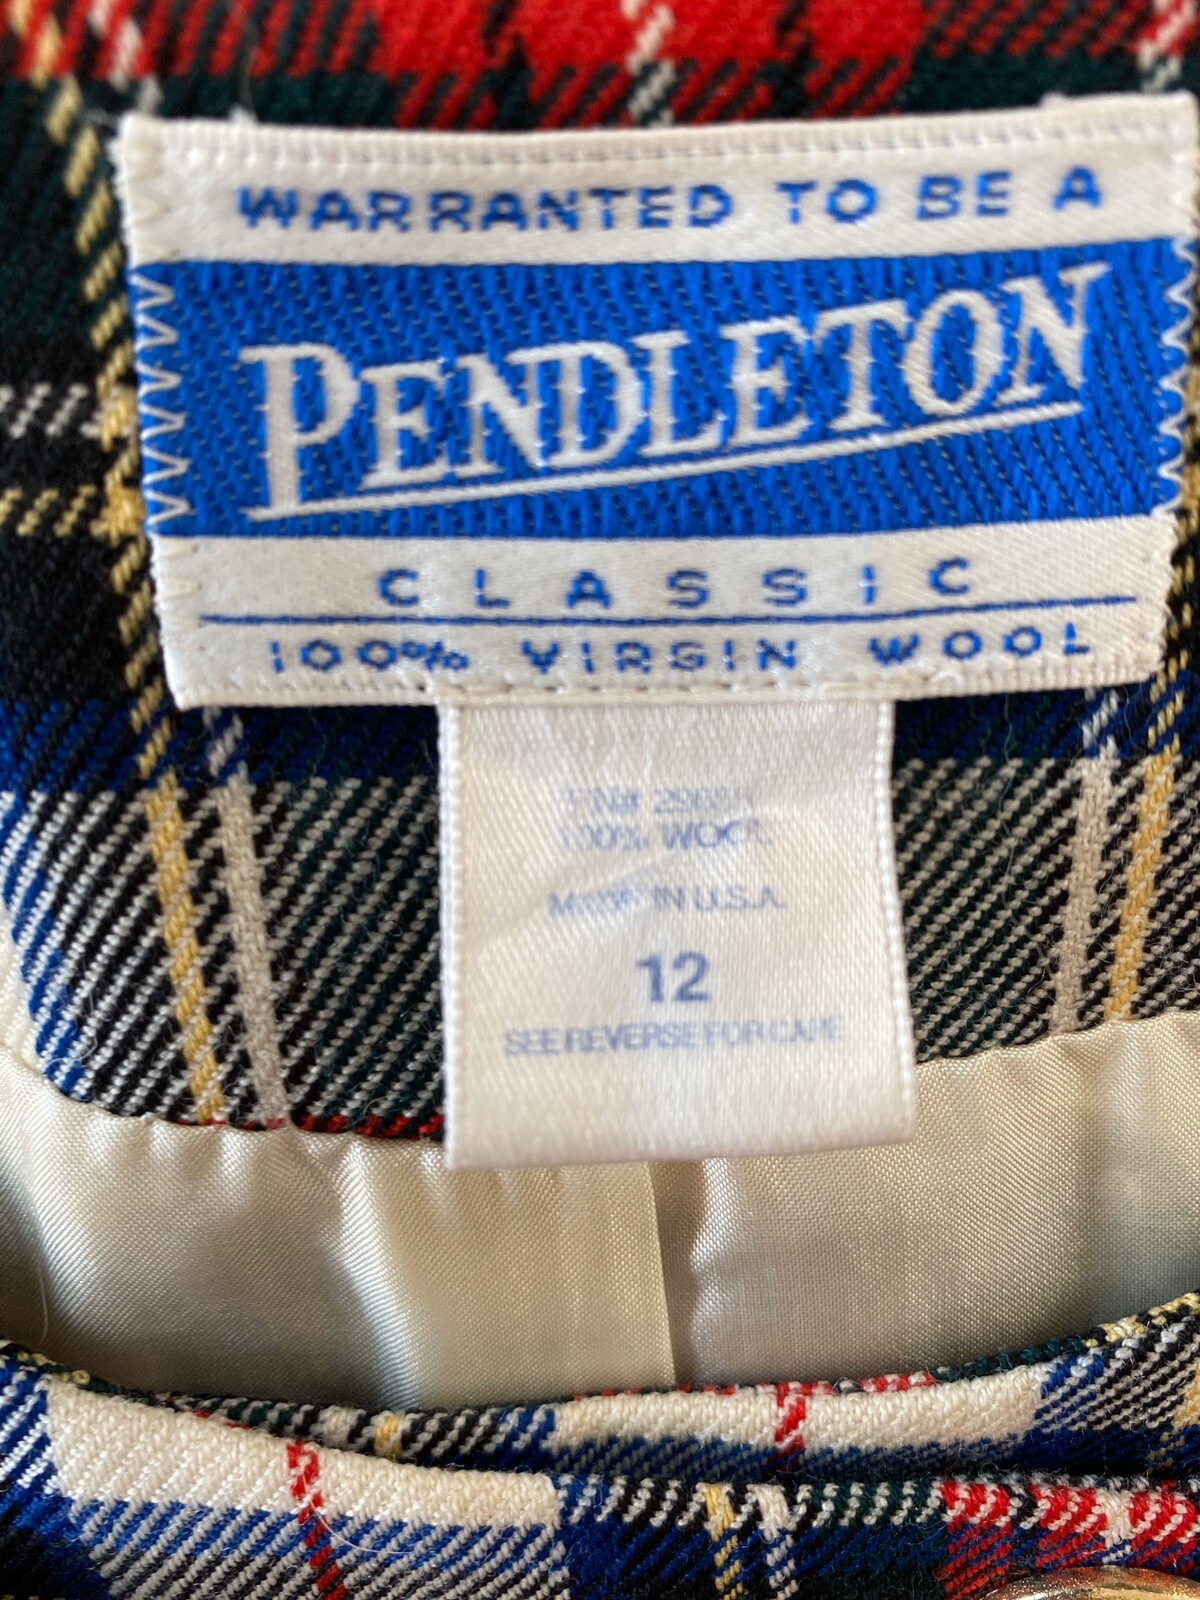 WARRANTED TO BE A
PENDLETON
CLASSIC
100% VIRGIN WOOL
100% WOOL
MADE IN U.S.A.
12
SEE REVERSE FOR CARE